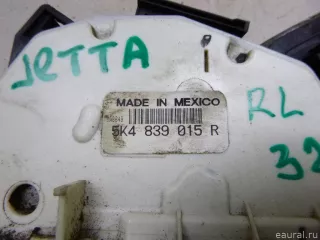 JETTA
MADE IN MEXICO
5K4 839 015 R
RL
32
eaural.ru